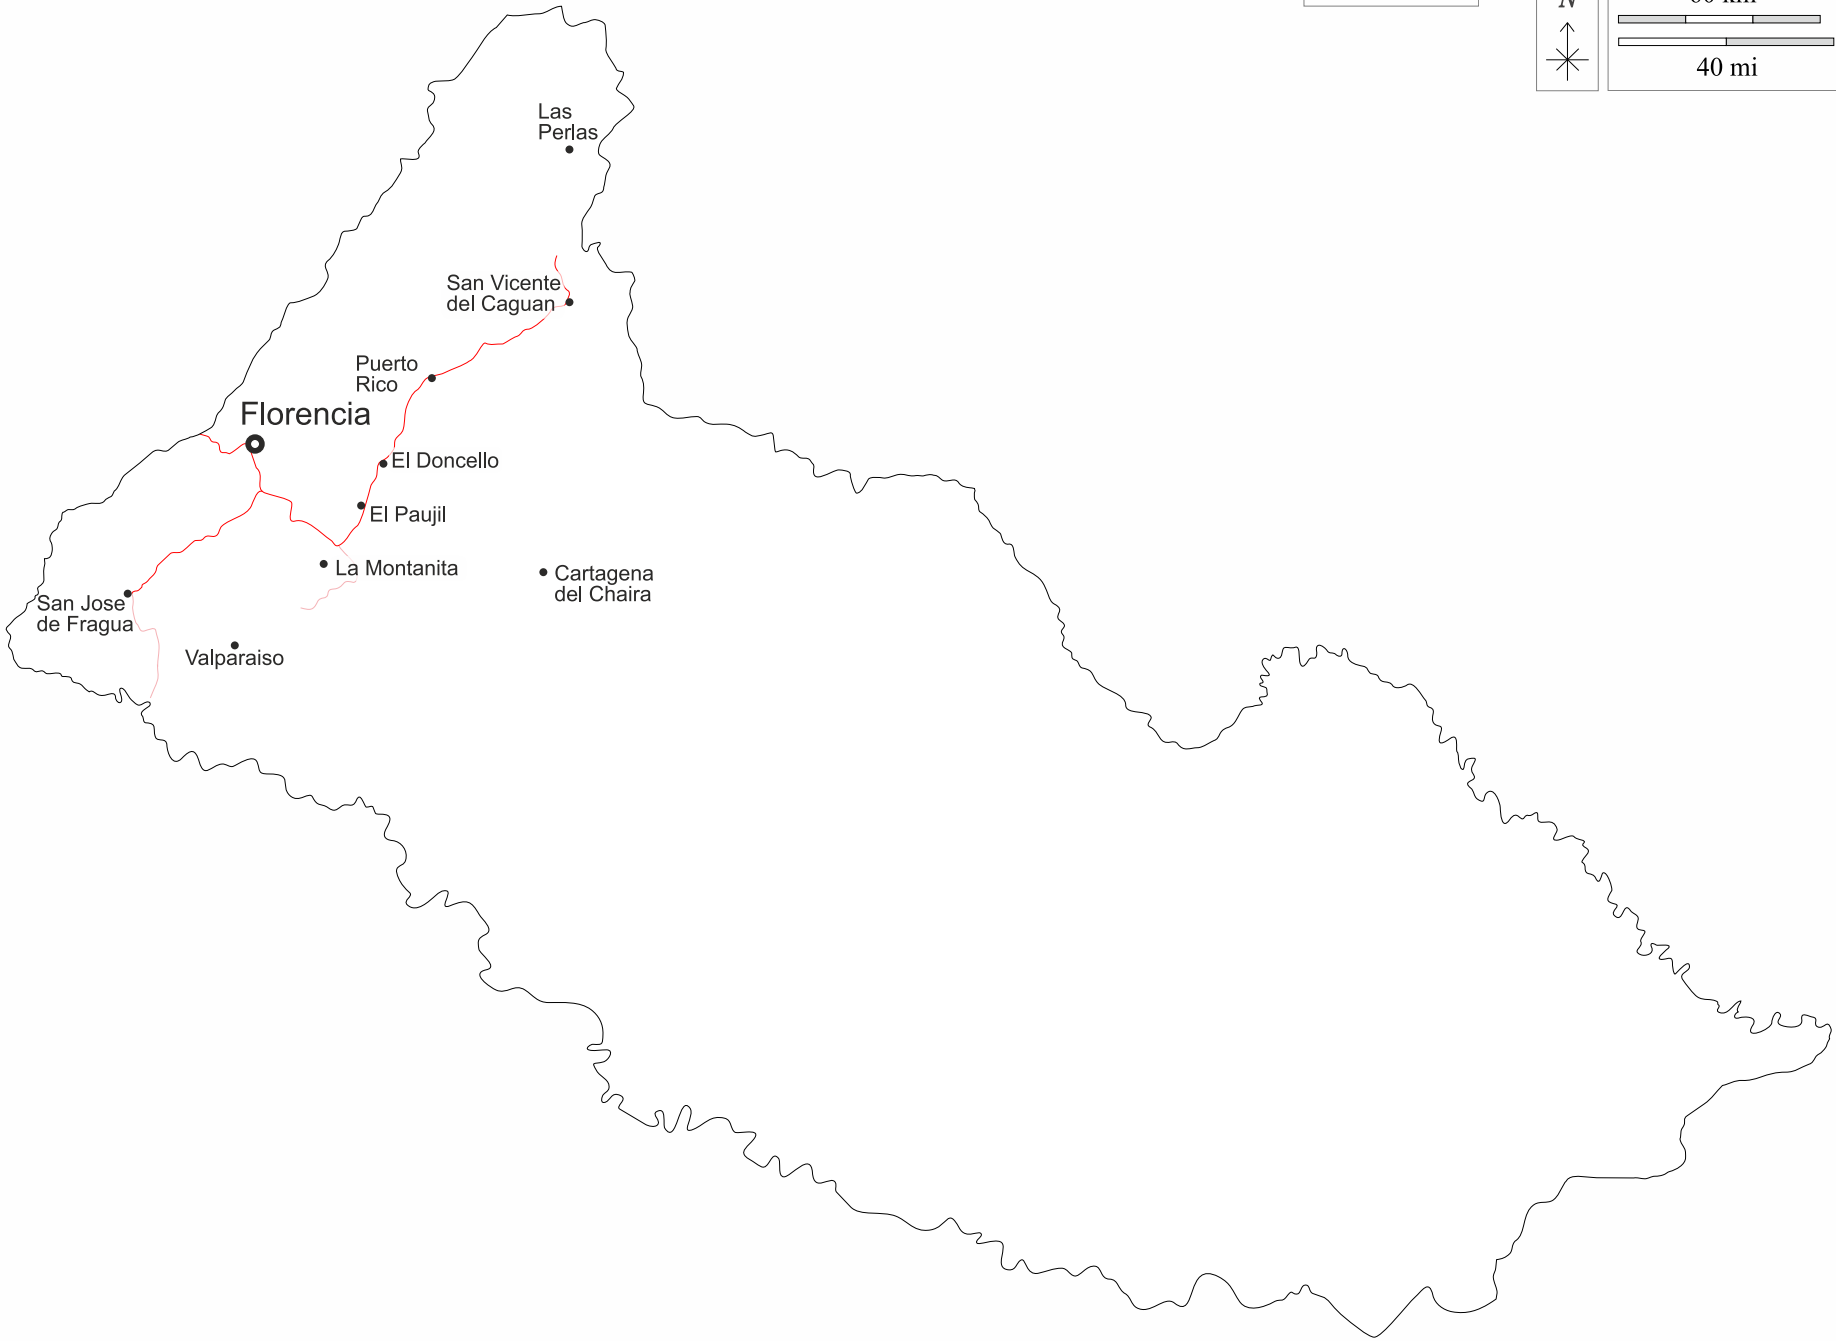 N
40 mi
Las
Perlas
San Vicente
del Caguan
Puerto
Rico
Florencia
El Doncello
El Paujil
La Montanita
Cartagena
del Chaira
San Jose
de Fragua
Valparaiso